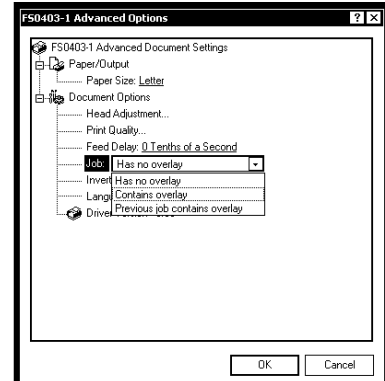 FS0403-1 Advanced Options
FS0403-1 Advanced Document Settings
Paper/Output
Paper Size: Letter
Document Options
Head Adjustment...
Print Quality...
Feed Delay: 0 Tenths of a Second
Job: Has no overlay
Invert Has no overlay
Contains overlay
Previous job contains overlay
OK Cancel